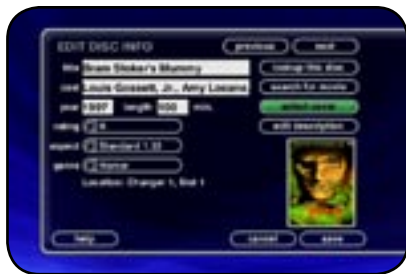 EDIT DISC INFO
previous
next
title Bram Stoker's Mummy
lookup this disc
cast Louis Gossett, Jr., Amy Locane
search for movie
year 1997 length 100 min.
select cover
rating R
edit description
aspect Standard 1.33
genre Horror
Location: Changer 1, Slot 1
help
cancel
save